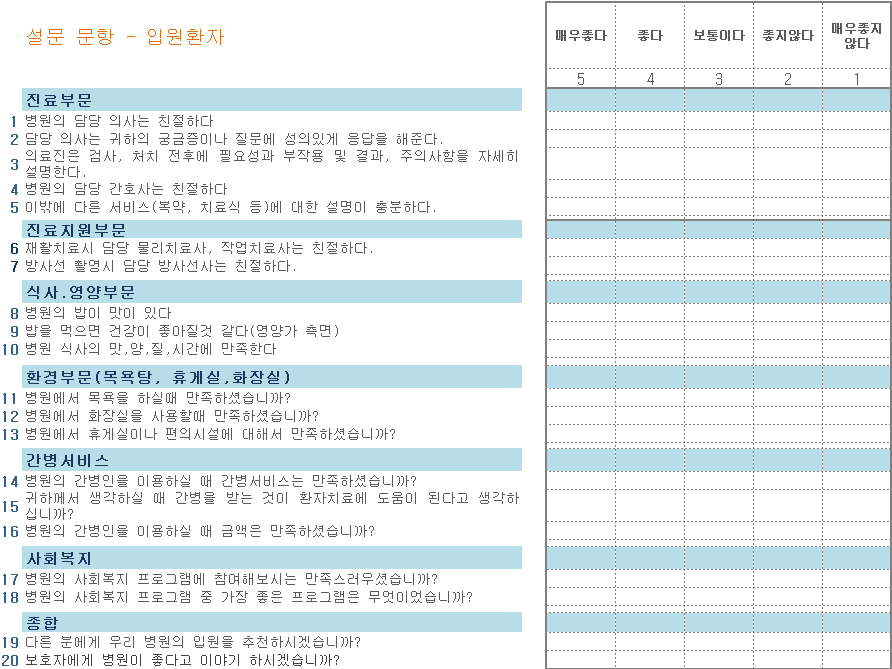 설문 문항 - 입원환자
매우좋다 좋다 보통이다 좋지않다 매우좋지
않다
5 4 3 2 1
진료부문
1 병원의 담당 의사는 친절하다
2 담당 의사는 귀하의 궁금증이나 질문에 성의있게 응답을 해준다.
3 의료진은 검사, 처치 전후에 필요성과 부작용 및 결과, 주의사항을 자세히
설명한다.
4 병원의 담당 간호사는 친절하다
5 이밖에 다른 서비스(복약, 치료식 등)에 대한 설명이 충분하다.
진료지원부문
6 재활치료시 담당 물리치료사, 작업치료사는 친절하다.
7 방사선 촬영시 담당 방사선사는 친절하다.
식사.영양부문
8 병원의 밥이 맛이 있다
9 밥을 먹으면 건강이 좋아질것 같다(영양가 측면)
10 병원 식사의 맛,양,질,시간에 만족한다
환경부문(목욕탕, 휴게실,화장실)
11 병원에서 목욕을 하실때 만족하셨습니까?
12 병원에서 화장실을 사용할때 만족하셨습니까?
13 병원에서 휴게실이나 편의시설에 대해서 만족하셨습니까?
간병서비스
14 병원의 간병인을 이용하실 때 간병서비스는 만족하셨습니까?
15 귀하께서 생각하실 때 간병을 받는 것이 환자치료에 도움이 된다고 생각하
십니까?
16 병원의 간병인을 이용하실 때 금액은 만족하셨습니까?
사회복지
17 병원의 사회복지 프로그램에 참여해보시는 만족스러우셨습니까?
18 병원의 사회복지 프로그램 중 가장 좋은 프로그램은 무엇이었습니까?
종합
19 다른 분에게 우리 병원의 입원을 추천하시겠습니까?
20 보호자에게 병원이 좋다고 이야기 하시겠습니까?